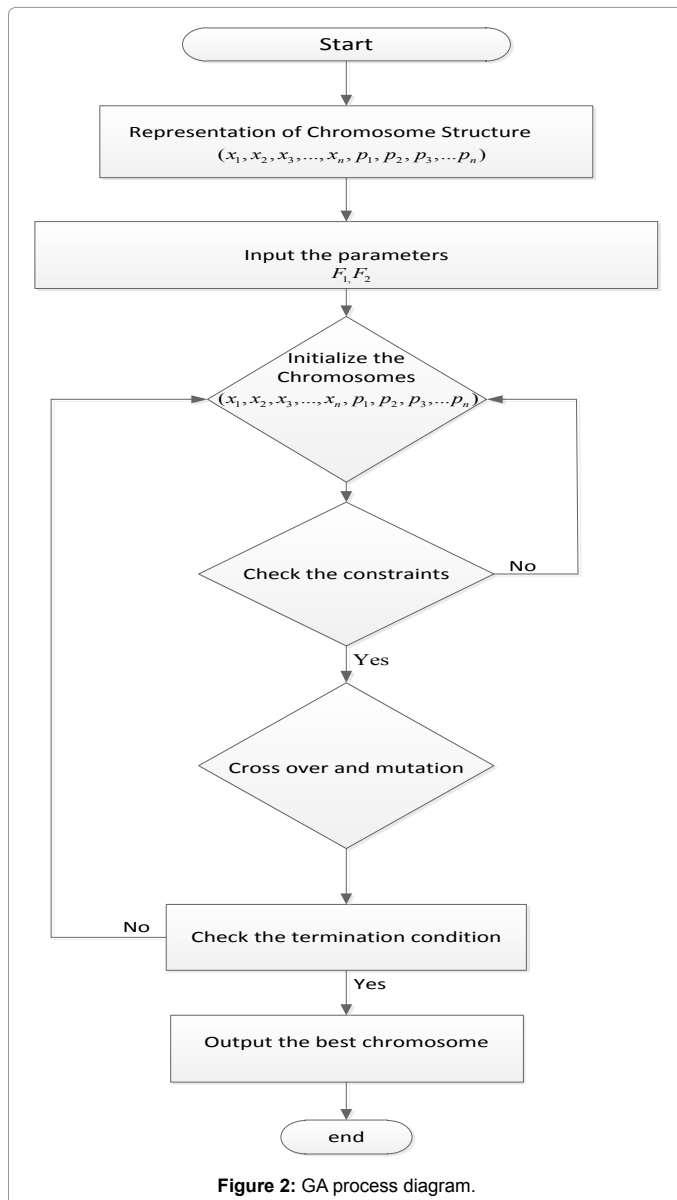 Start
Representation of Chromosome Structure
(x₁, x₂, x₃,..., xₙ, p₁, p₂, p₃,... pₙ)
Input the parameters
F₁, F₂
Initialize the
Chromosomes
(x₁, x₂, x₃,..., xₙ, p₁, p₂, p₃,... pₙ)
Check the constraints
No
Yes
Cross over and mutation
No
Check the termination condition
Yes
Output the best chromosome
end
Figure 2: GA process diagram.